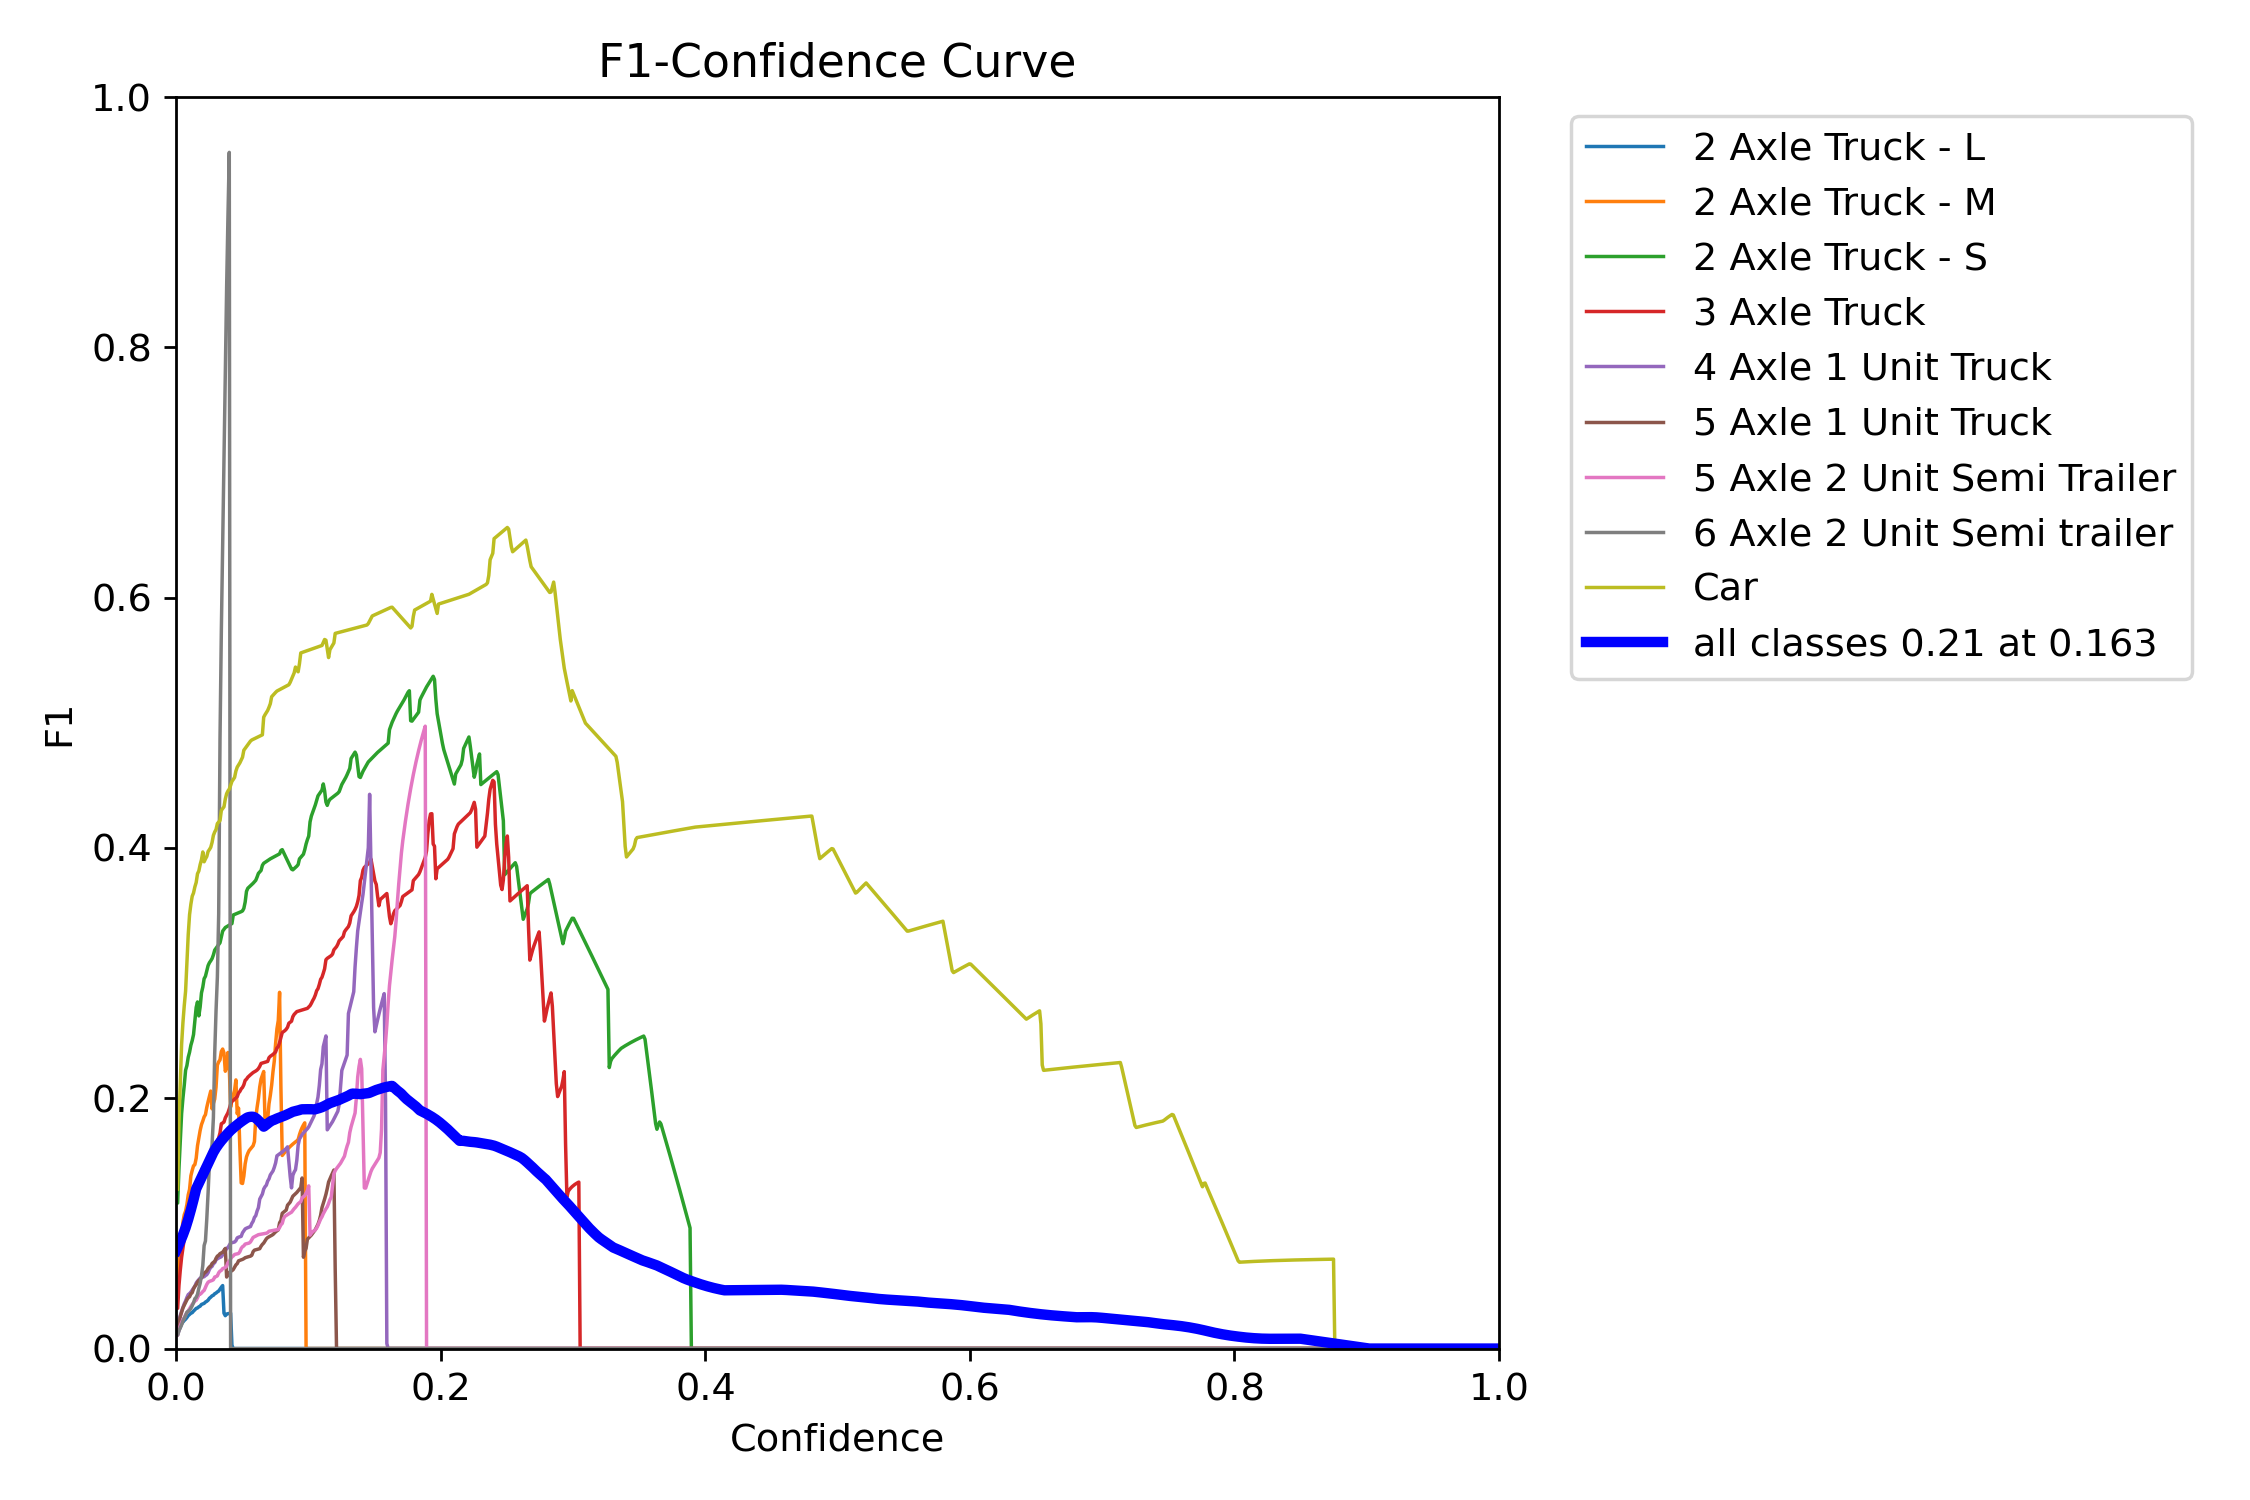 F1-Confidence Curve
1.0
0.8
0.6
0.4
0.2
0.0
F1
0.0 0.2 0.4 0.6 0.8 1.0
Confidence
2 Axle Truck - L
2 Axle Truck - M
2 Axle Truck - S
3 Axle Truck
4 Axle 1 Unit Truck
5 Axle 1 Unit Truck
5 Axle 2 Unit Semi Trailer
6 Axle 2 Unit Semi trailer
Car
all classes 0.21 at 0.163